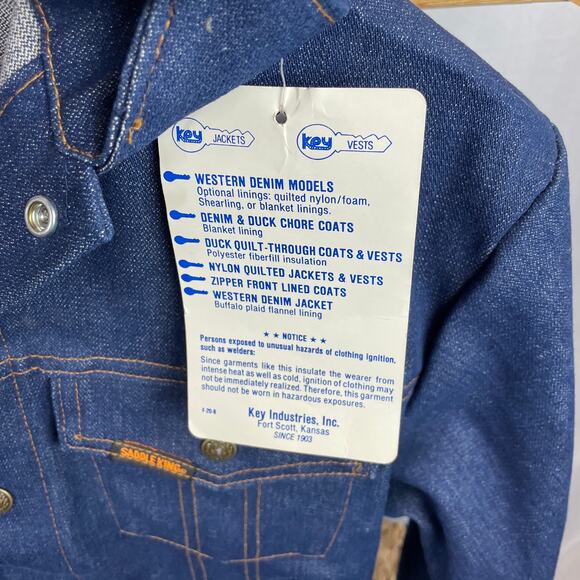 Key JACKETS
Key VESTS
WESTERN DENIM MODELS
Optional linings: quilted nylon/foam,
Shearling, or blanket linings.
DENIM & DUCK CHORE COATS
Blanket lining
DUCK QUILT-THROUGH COATS & VESTS
Polyester fiberfill insulation
NYLON QUILTED JACKETS & VESTS
ZIPPER FRONT LINED COATS
WESTERN DENIM JACKET
Buffalo plaid flannel lining
★ ★ NOTICE ★ ★
Persons exposed to unusual hazards of clothing ignition,
such as welders:
Since garments like this insulate the wearer from
intense heat as well as cold, ignition of clothing may
not be immediately realized. Therefore, this garment
should not be worn in hazardous exposures.
F-20-8
Key Industries, Inc.
Fort Scott, Kansas
SINCE 1903
SADDLE KING